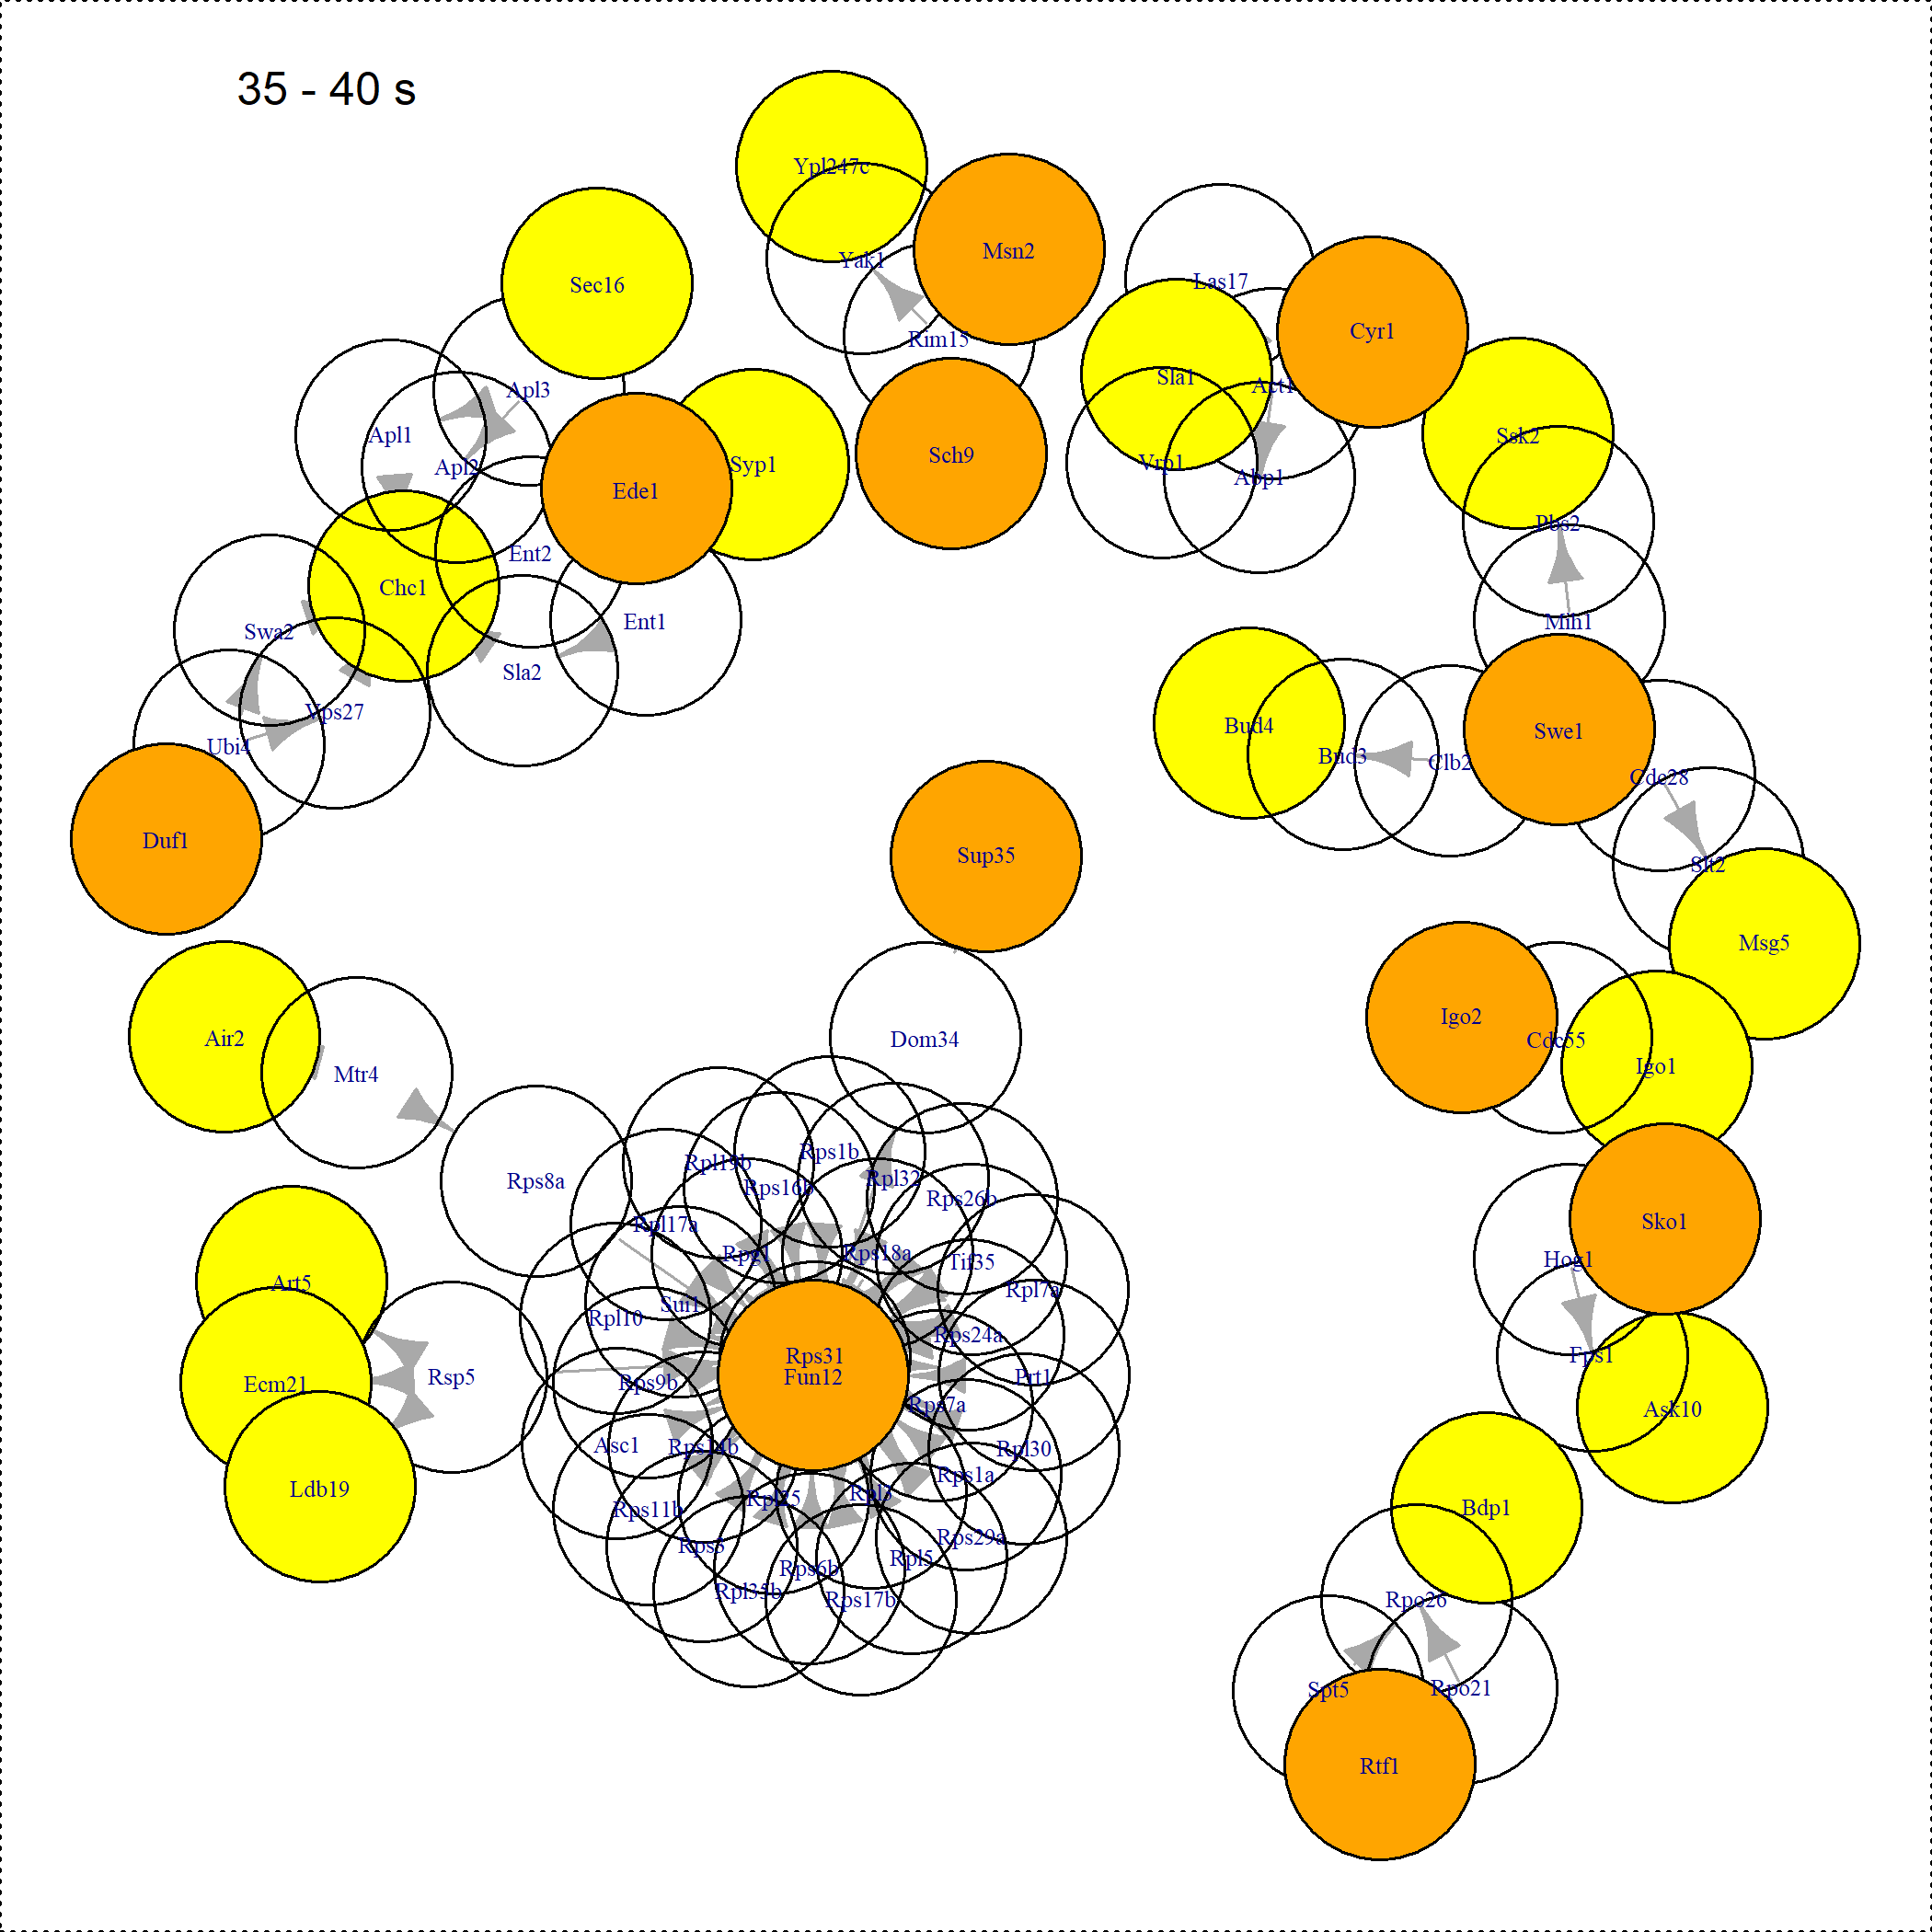 35 - 40 s
Ypl247c
Msn2
Yak1
Las17
Sec16
Cyr1
Rim15
Sla1
Act1
Apl3
Apl1
Ssk2
Sch9
Syp1
Vrp1
Apl2
Abp1
Ede1
Pbs2
Ent2
Chc1
Ent1
Mih1
Swa2
Sla2
Vps27
Bud4
Swe1
Ubi4
Bud3
Clb2
Cdc28
Duf1
Sup35
Slt2
Msg5
Igo2
Air2
Dom34
Cdc55
Igo1
Mtr4
Rps1b
Rpl19b
Rpl32
Rps8a
Rps16b
Rps26b
Rpl17a
Sko1
Rpg1
Rps18a
Tif35
Hog1
Art5
Rpl7a
Sui1
Rpl10
Rps24a
Rps31
Fps1
Fun12
Prt1
Rsp5
Ecm21
Rps9b
Rps7a
Ask10
Asc1
Rps14b
Rpl30
Rps1a
Ldb19
Rpl25
Rpl3
Rps11b
Bdp1
Rps29a
Rps3
Rpl5
Rps6b
Rpl35b
Rps17b
Rpo26
Spt5
Rpo21
Rtf1